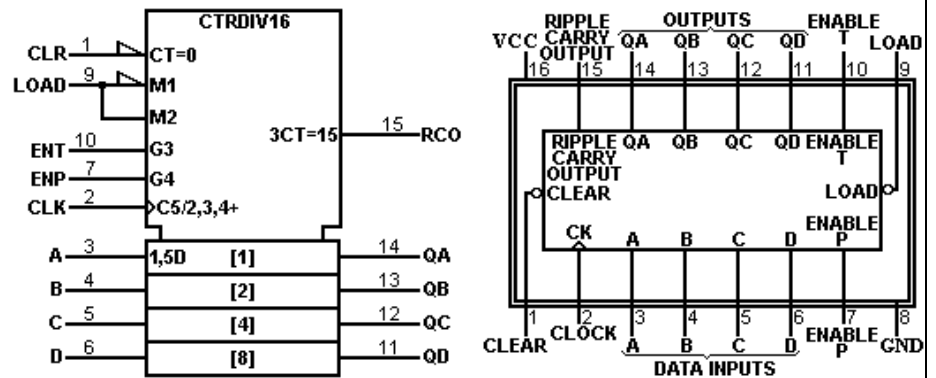 CTRDIV16
CLR 1 CT=0
LOAD 9 M1
M2
3CT=15 15 RCO
ENT 10 G3
ENP 7 G4
CLK 2 C5/2,3,4+
A 3 1,5D [1] 14 QA
B 4 [2] 13 QB
C 5 [4] 12 QC
D 6 [8] 11 QD
RIPPLE OUTPUTS ENABLE
VCC CARRY QA QB QC QD T LOAD
OUTPUT
16 15 14 13 12 11 10 9
RIPPLE QA QB QC QD ENABLE
CARRY T
OUTPUT
CLEAR LOAD
CK A B C D ENABLE
P
1 2 3 4 5 6 7 8
CLEAR CLOCK A B C D ENABLE GND
P
DATA INPUTS